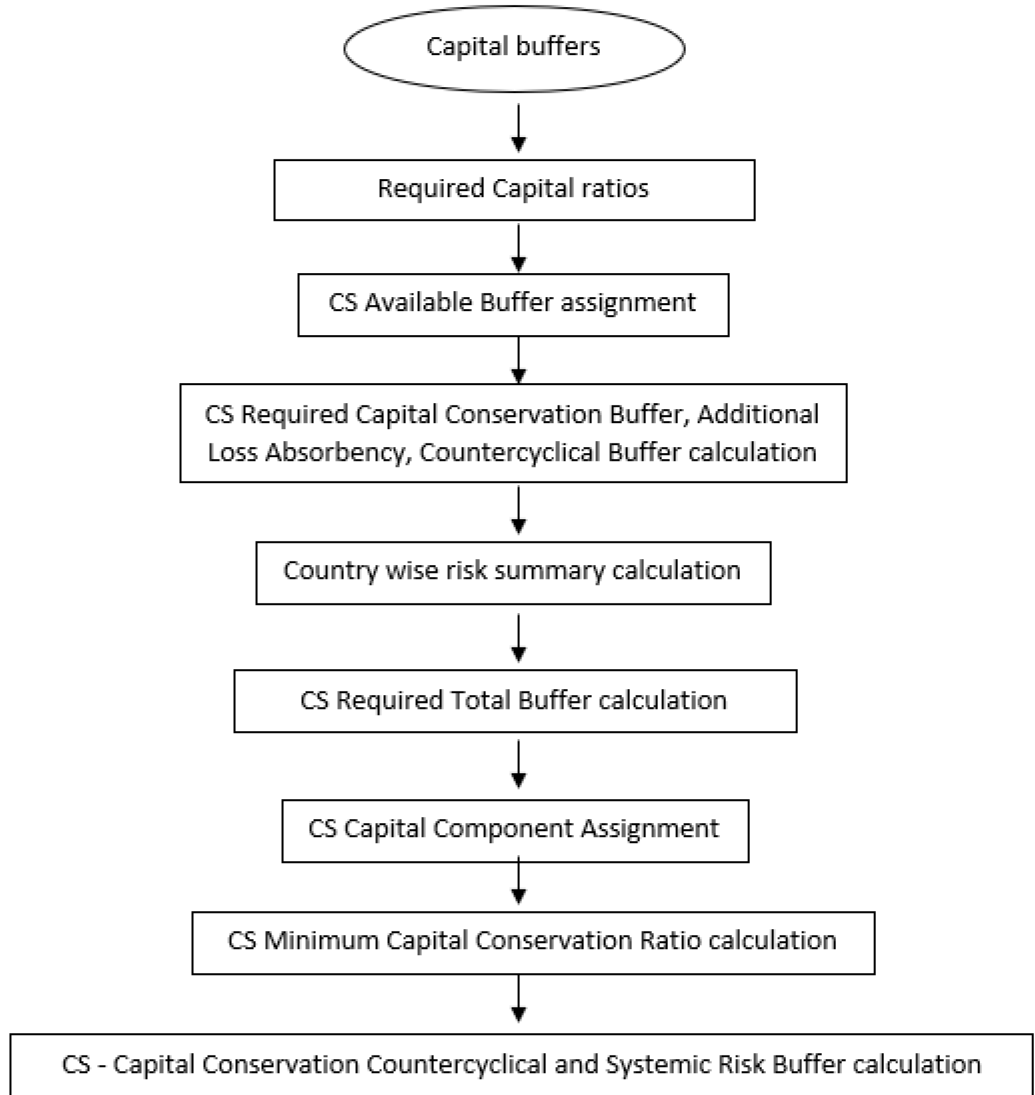 Capital buffers
Required Capital ratios
CS Available Buffer assignment
CS Required Capital Conservation Buffer, Additional
Loss Absorbency, Countercyclical Buffer calculation
Country wise risk summary calculation
CS Required Total Buffer calculation
CS Capital Component Assignment
CS Minimum Capital Conservation Ratio calculation
CS - Capital Conservation Countercyclical and Systemic Risk Buffer calculation